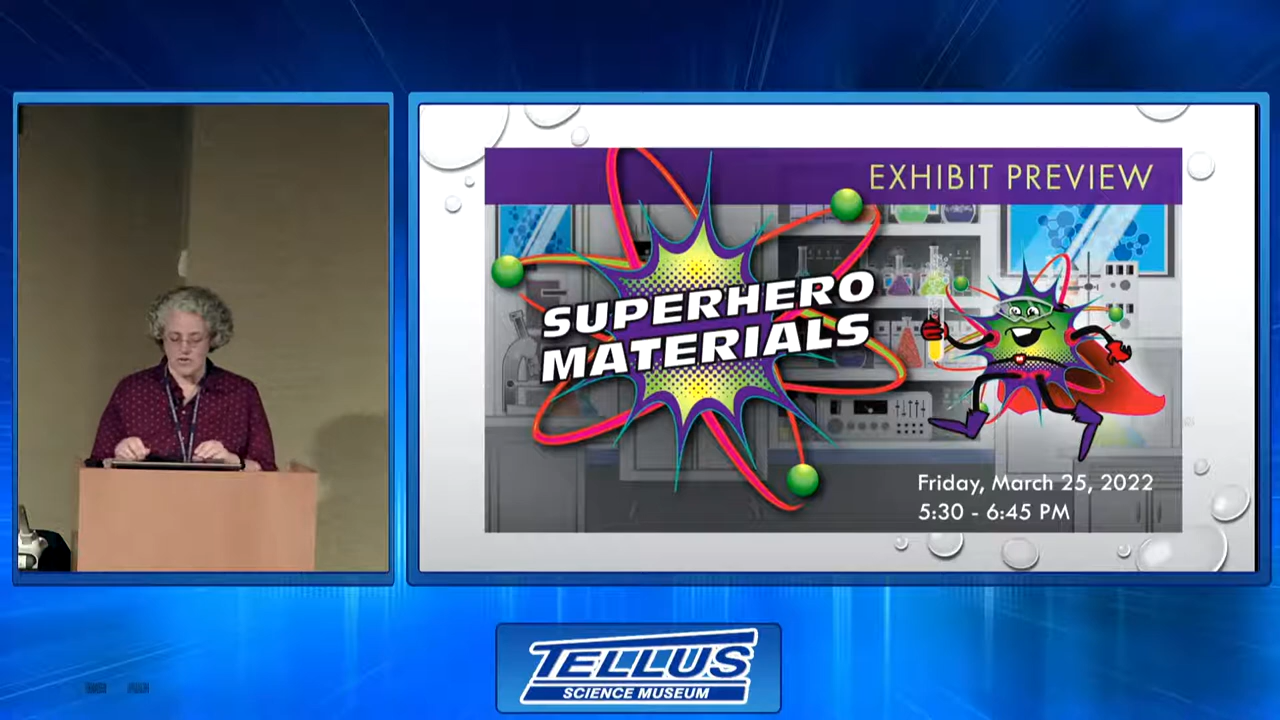 EXHIBIT PREVIEW
SUPERHERO
MATERIALS
Friday, March 25, 2022
5:30 - 6:45 PM
TELLUS
SCIENCE MUSEUM